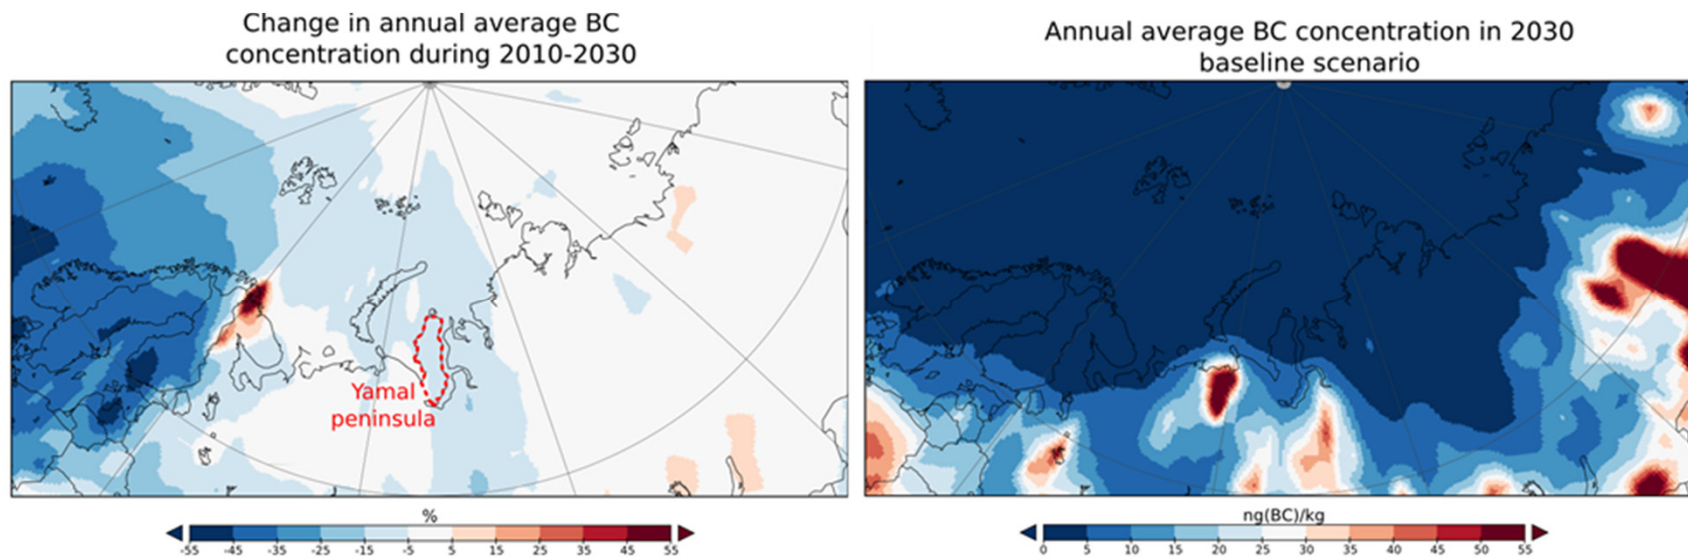 Change in annual average BC
concentration during 2010-2030
Yamal
peninsula
%
-55 -45 -35 -25 -15 -5 5 15 25 35 45 55
Annual average BC concentration in 2030
baseline scenario
ng(BC)/kg
0 5 10 15 20 25 30 35 40 45 50 55